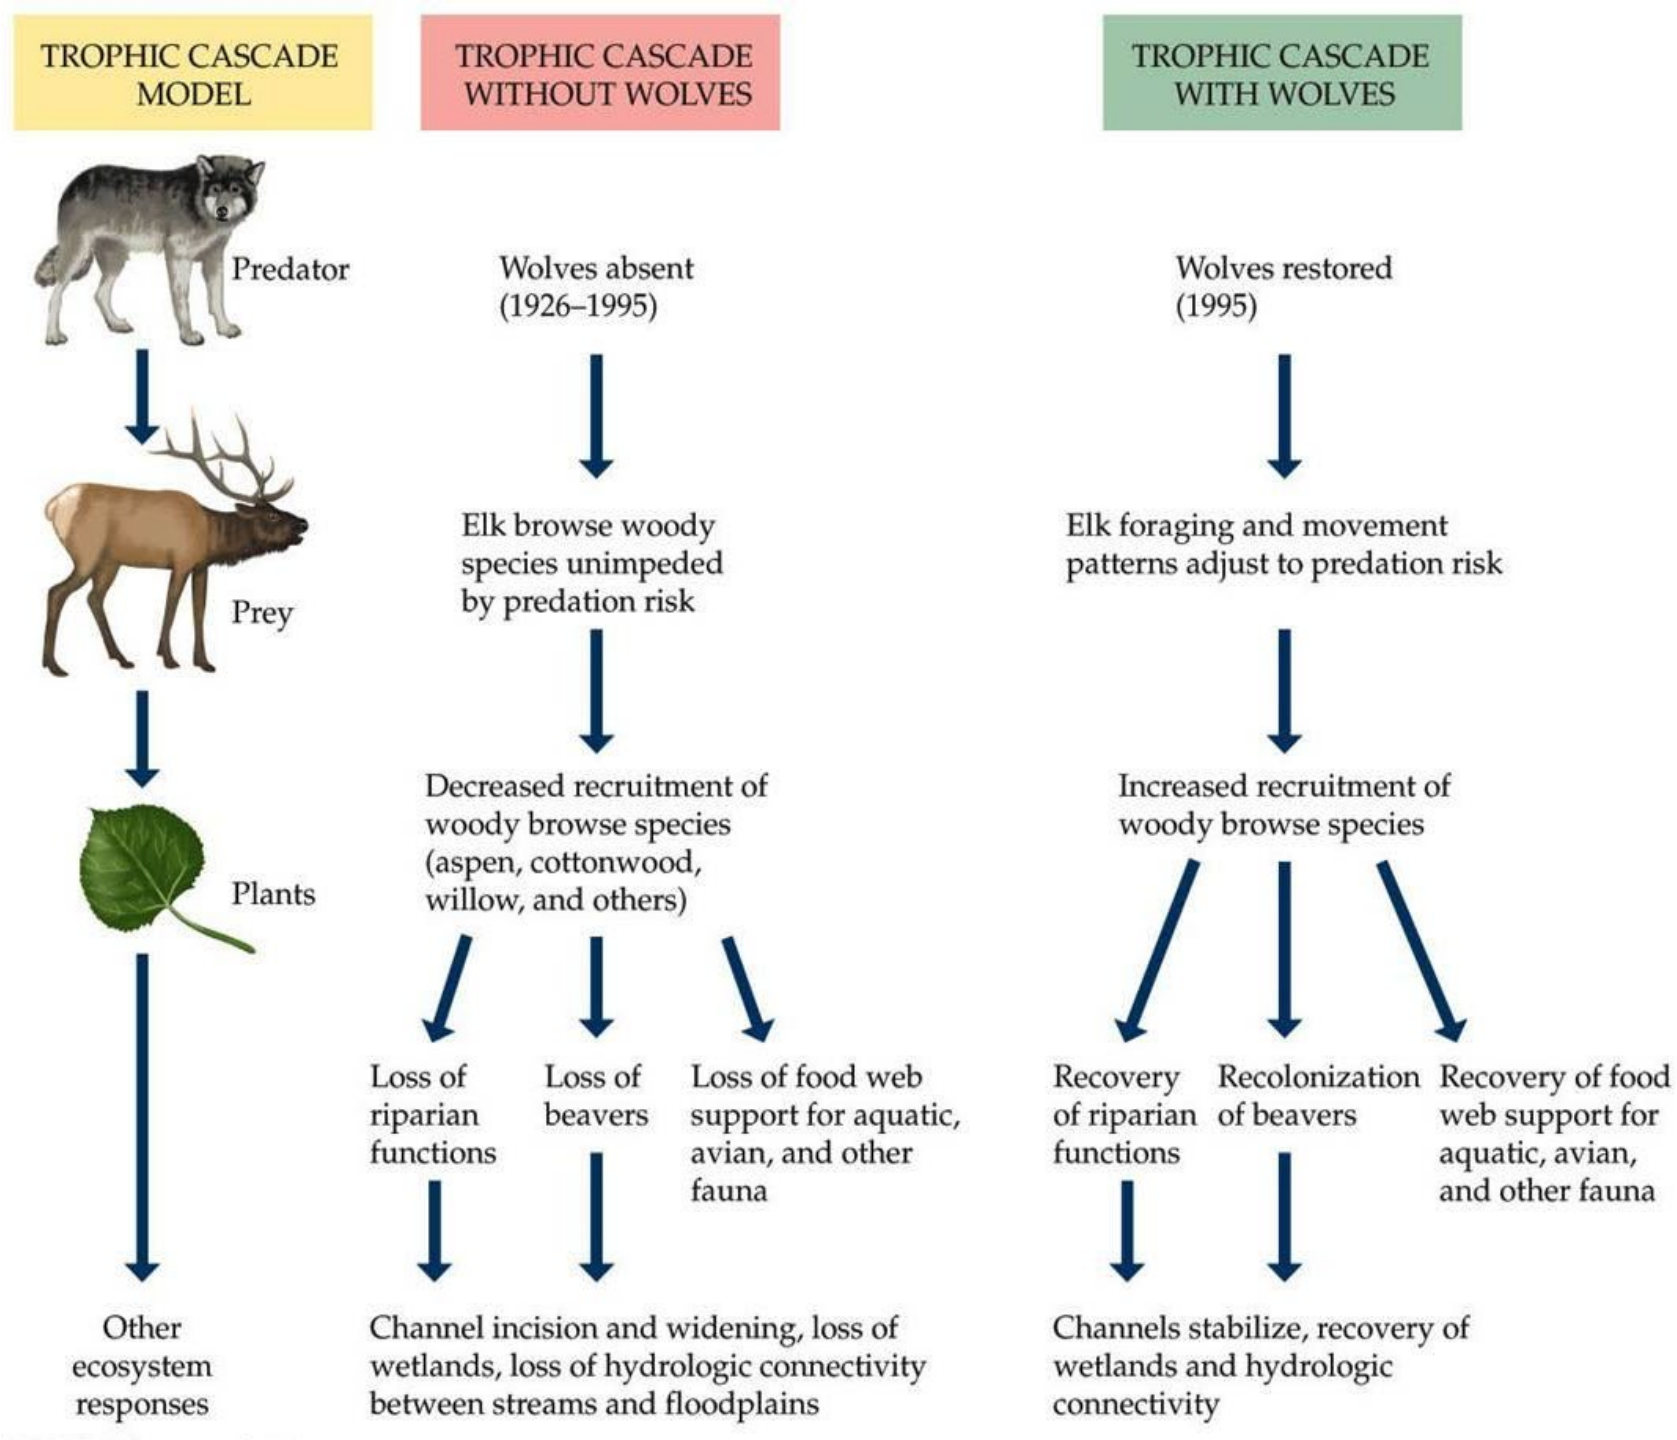 TROPHIC CASCADE
MODEL
Predator
Prey
Plants
Other
ecosystem
responses
TROPHIC CASCADE
WITHOUT WOLVES
Wolves absent
(1926–1995)
Elk browse woody
species unimpeded
by predation risk
Decreased recruitment of
woody browse species
(aspen, cottonwood,
willow, and others)
Loss of
riparian
functions
Loss of
beavers
Loss of food web
support for aquatic,
avian, and other
fauna
Channel incision and widening, loss of
wetlands, loss of hydrologic connectivity
between streams and floodplains
TROPHIC CASCADE
WITH WOLVES
Wolves restored
(1995)
Elk foraging and movement
patterns adjust to predation risk
Increased recruitment of
woody browse species
Recovery
of riparian
functions
Recolonization
of beavers
Recovery of food
web support for
aquatic, avian,
and other fauna
Channels stabilize, recovery of
wetlands and hydrologic
connectivity